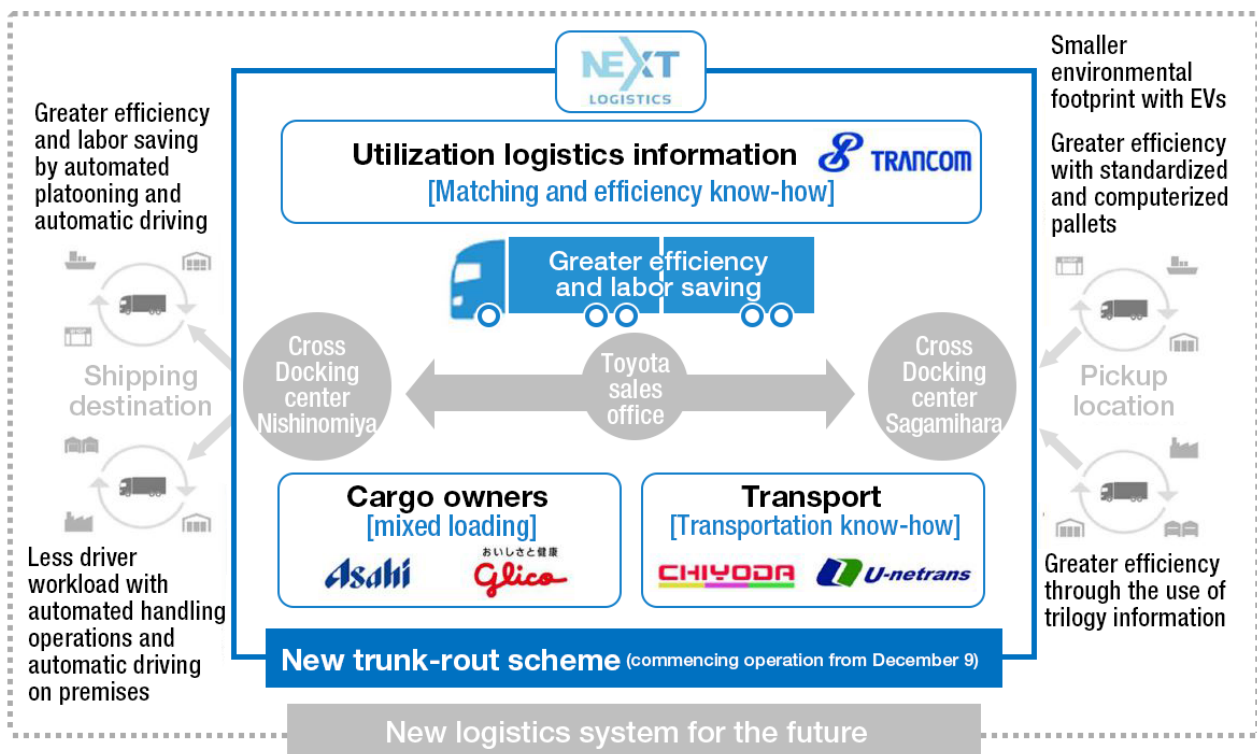 NEXT
LOGISTICS
Greater efficiency
and labor saving
by automated
platooning and
automatic driving
Utilization logistics information
TRANCOM
[Matching and efficiency know-how]
Smaller
environmental
footprint with EVs
Greater efficiency
with standardized
and computerized
pallets
Greater efficiency
and labor saving
Shipping
destination
Cross
Docking
center
Nishinomiya
Toyota
sales
office
Cross
Docking
center
Sagamihara
Pickup
location
Less driver
workload with
automated handling
operations and
automatic driving
on premises
Cargo owners
[mixed loading]
Asahi
おいしさと健康
Glico
Transport
[Transportation know-how]
CHIYODA
U-netrans
Greater efficiency
through the use of
trilogy information
New trunk-rout scheme (commencing operation from December 9)
New logistics system for the future